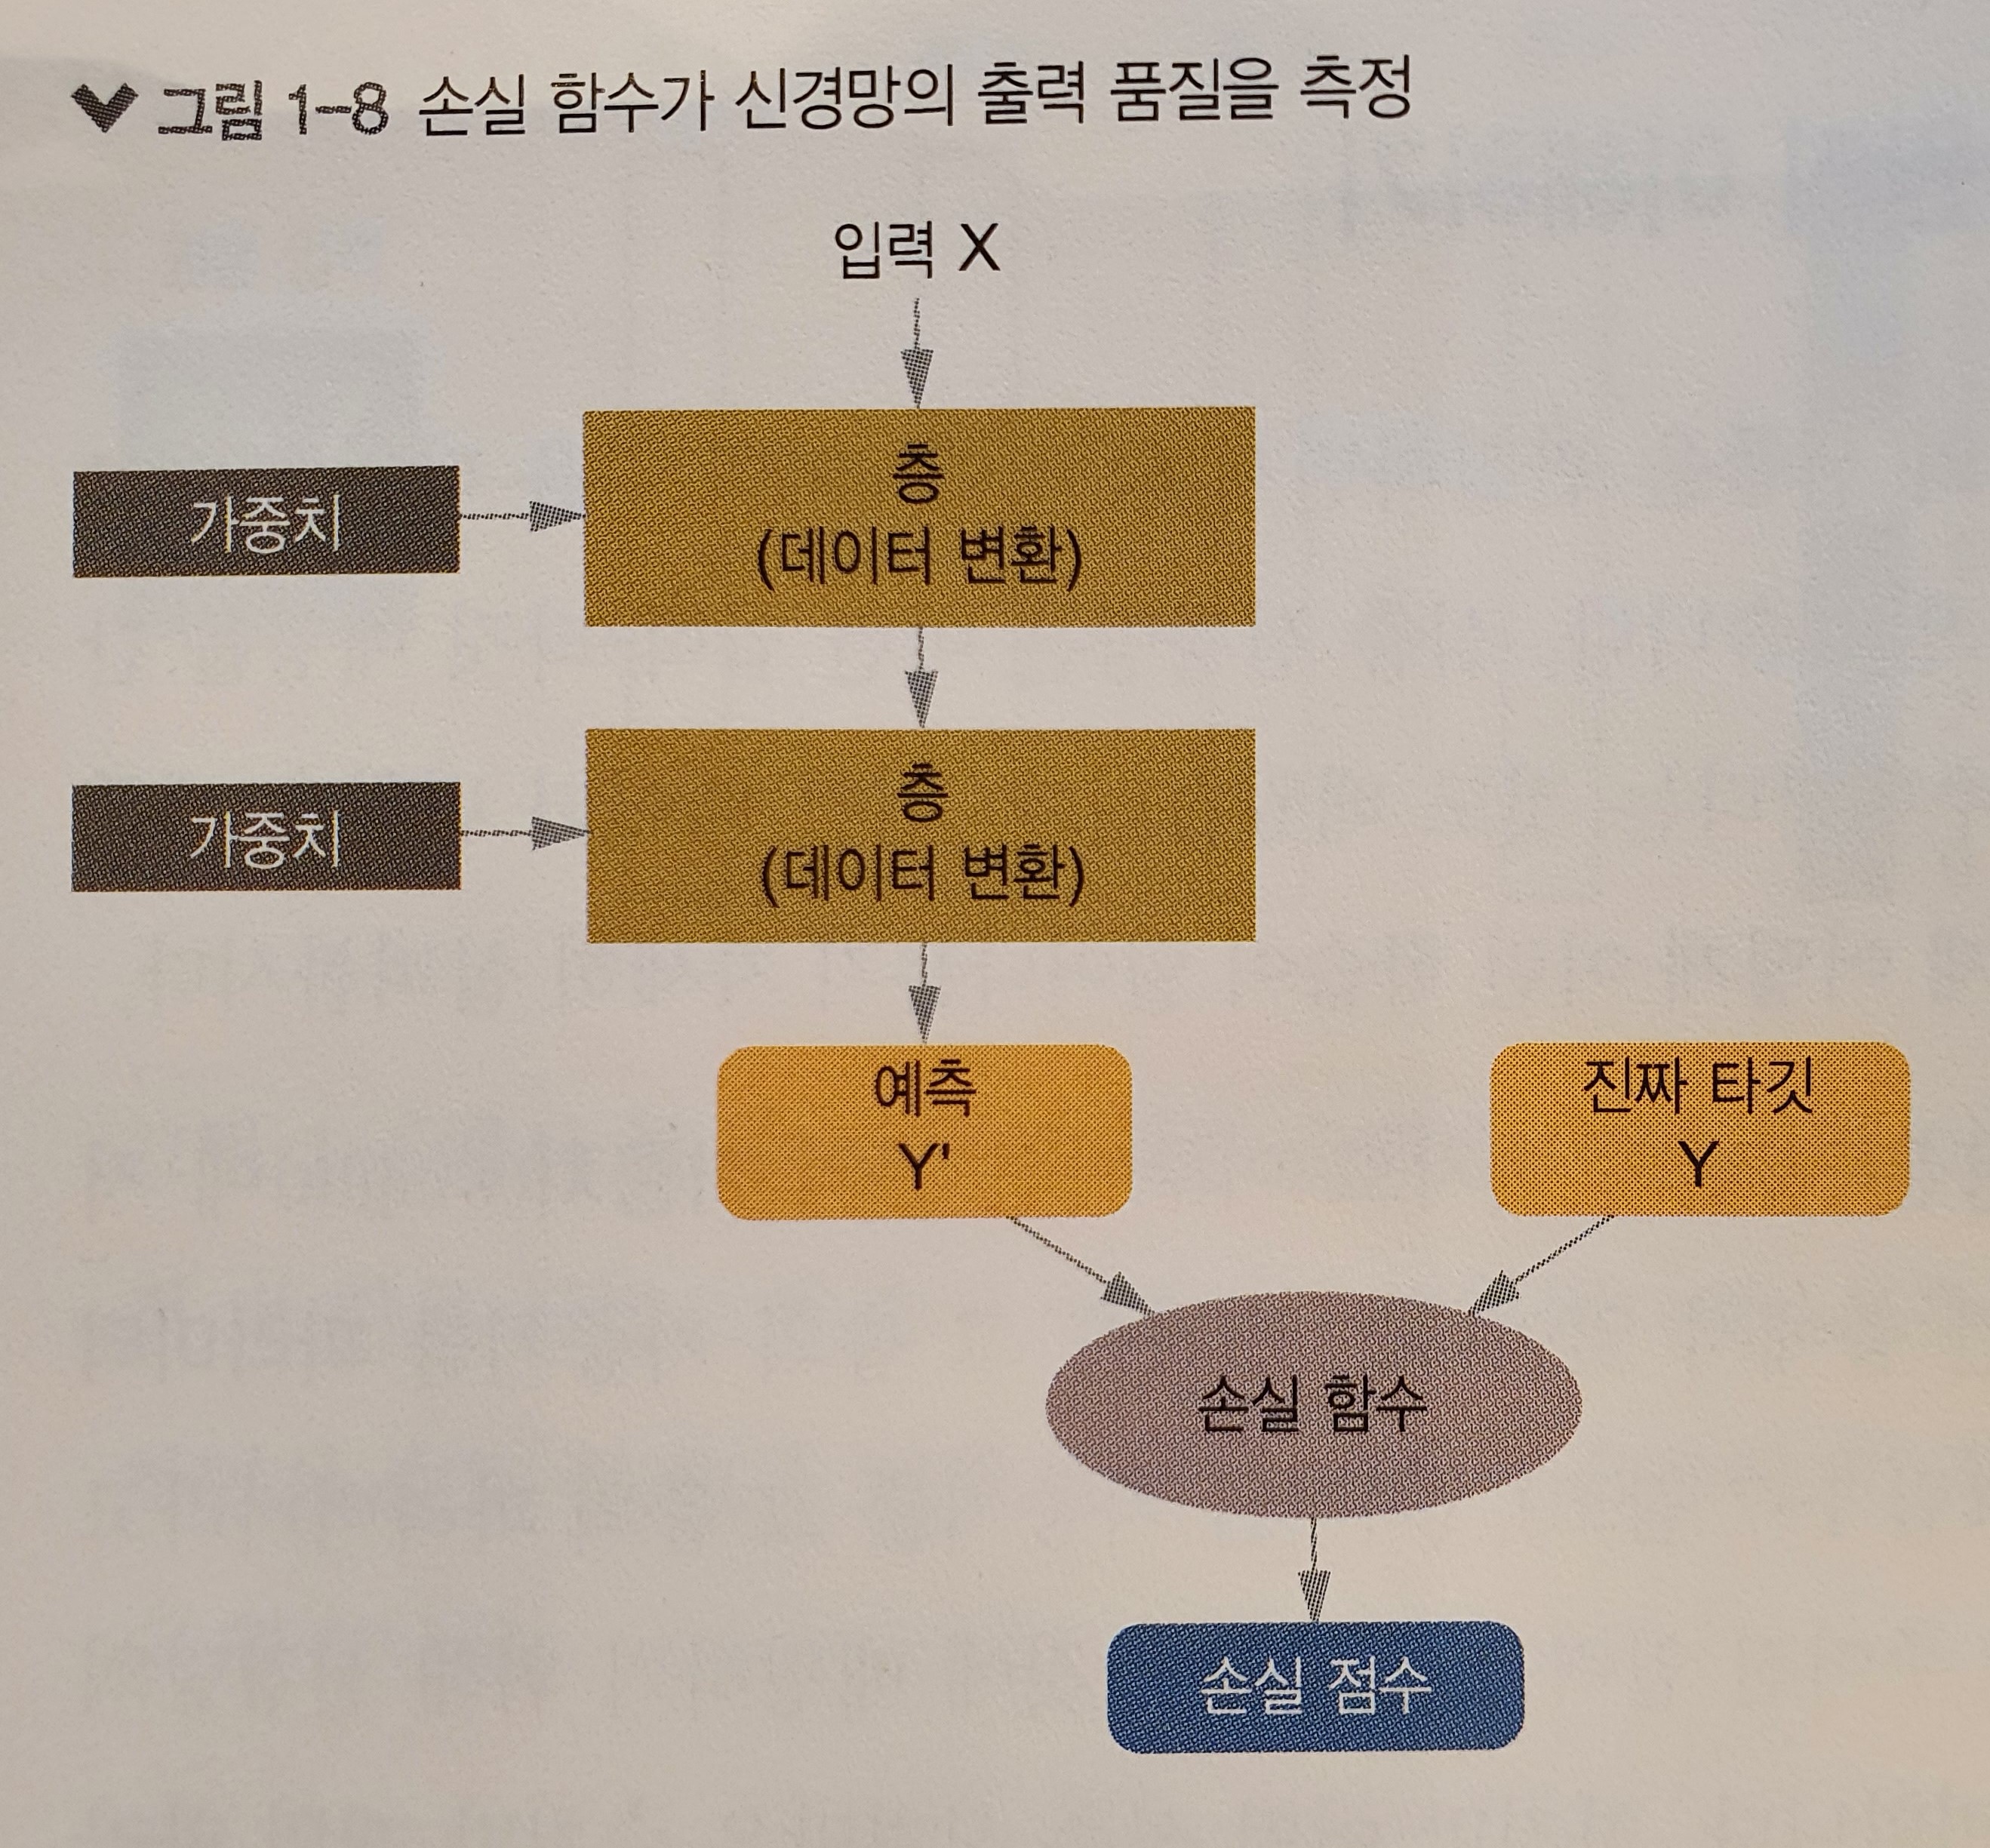 그림 1-8 손실 함수가 신경망의 출력 품질을 측정
입력 X
가중치
층
(데이터 변환)
가중치
층
(데이터 변환)
예측
Y'
진짜 타깃
Y
손실 함수
손실 점수